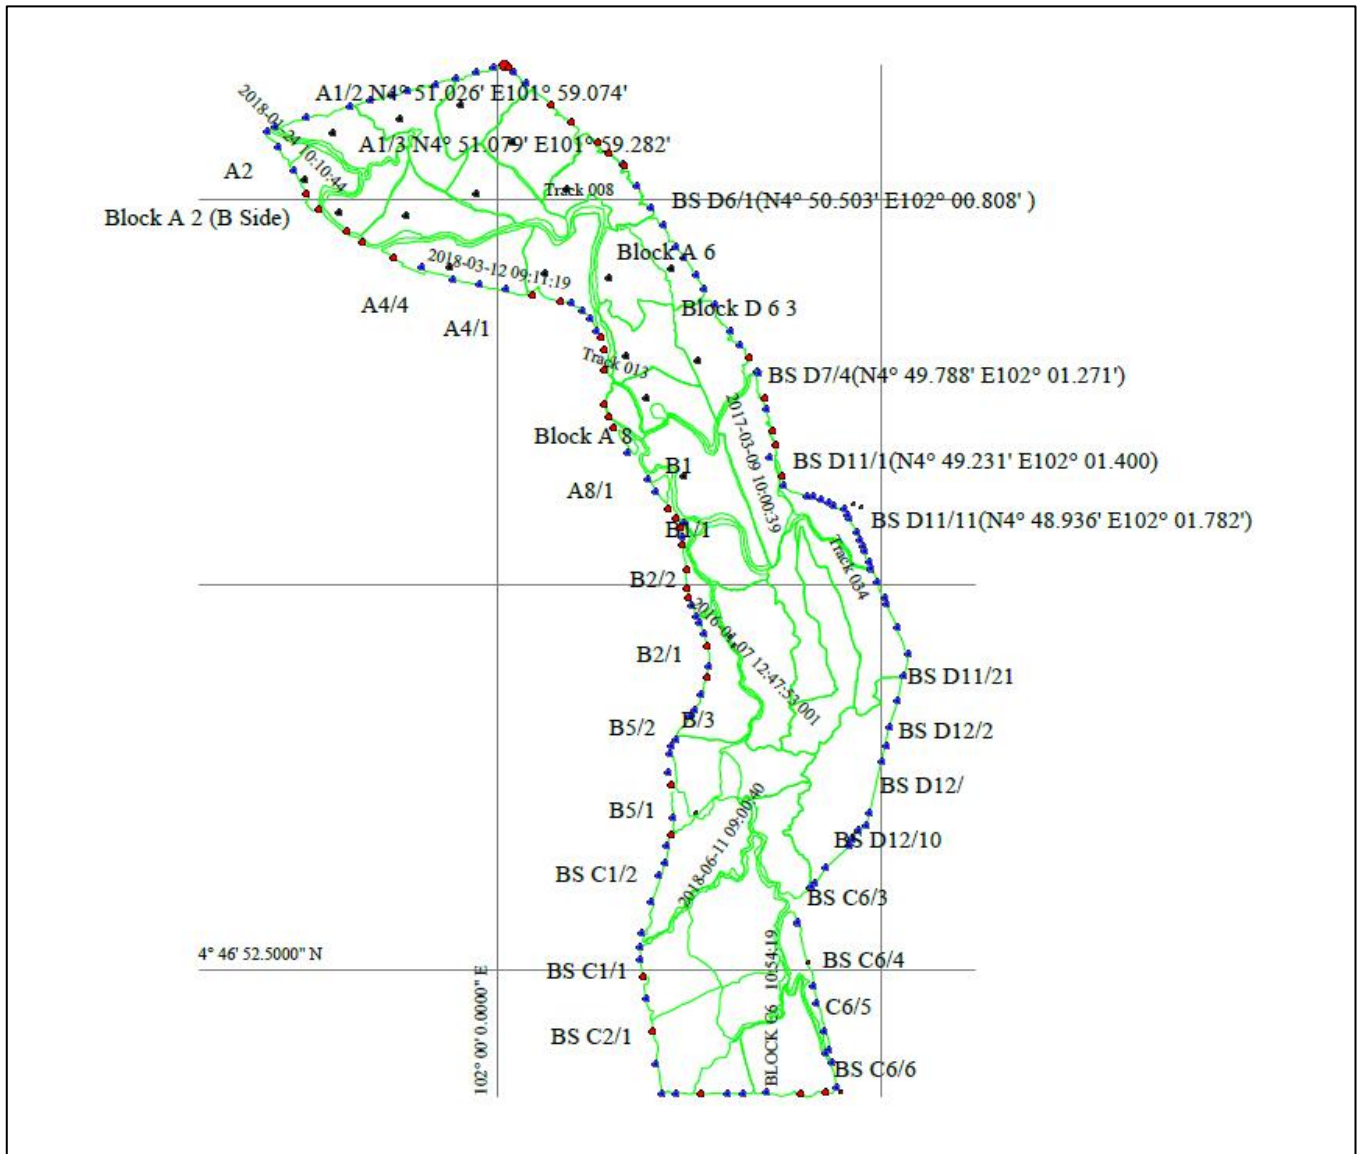 A1/2 N4° 51.026' E101° 59.074'
2018-01-24 10:10:44
A1/3 N4° 51.079' E101° 59.282'
A2
Track 008
BS D6/1(N4° 50.503' E102° 00.808' )
Block A 2 (B Side)
Block A 6
2018-03-12 09:11:19
A4/4
Block D 6 3
A4/1
Track 013
BS D7/4(N4° 49.788' E102° 01.271')
2017-03-09 10:00:39
Block A 8
B1
BS D11/1(N4° 49.231' E102° 01.400)
A8/1
BS D11/11(N4° 48.936' E102° 01.782')
B1/1
Track 034
B2/2
2016-01-07 12:47:53 001
B2/1
BS D11/21
B/3
B5/2
BS D12/2
BS D12/
B5/1
2018-06-11 09:00:40
BS D12/10
BS C1/2
BS C6/3
4° 46' 52.5000" N
BS C6/4
BS C1/1
102° 00' 0.0000" E
BLOCK C6 10:54:19
C6/5
BS C2/1
BS C6/6